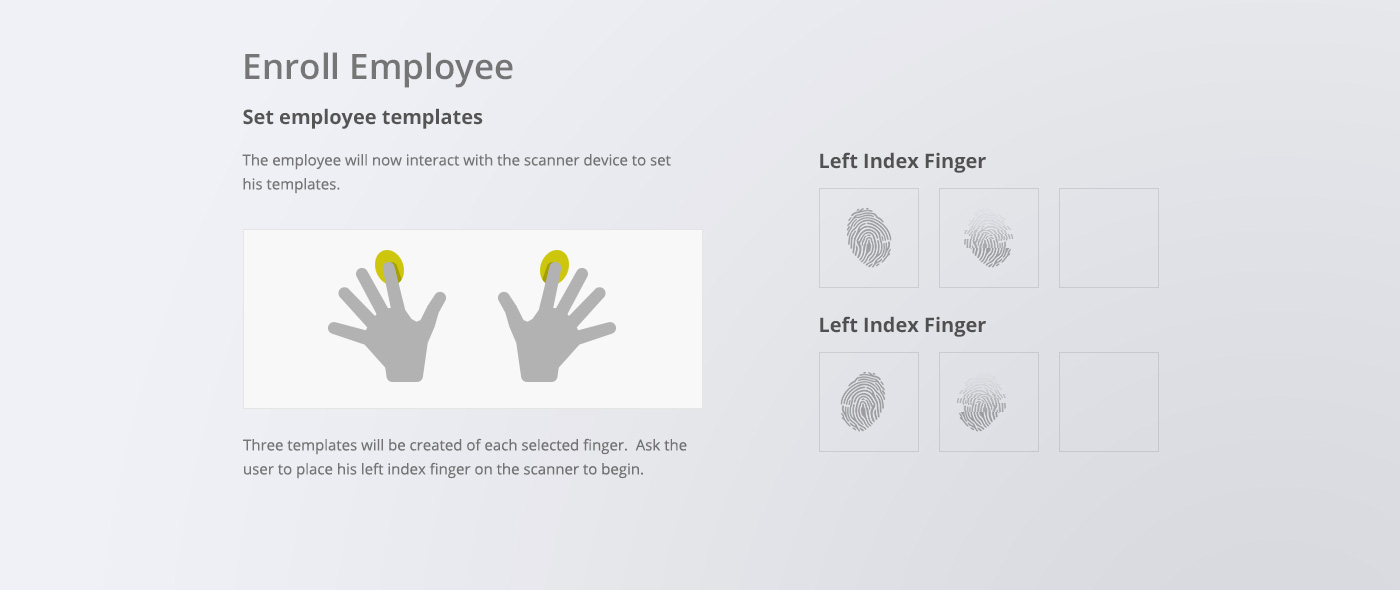 Enroll Employee
Set employee templates
The employee will now interact with the scanner device to set
his templates.
Three templates will be created of each selected finger.  Ask the
user to place his left index finger on the scanner to begin.
Left Index Finger
Left Index Finger